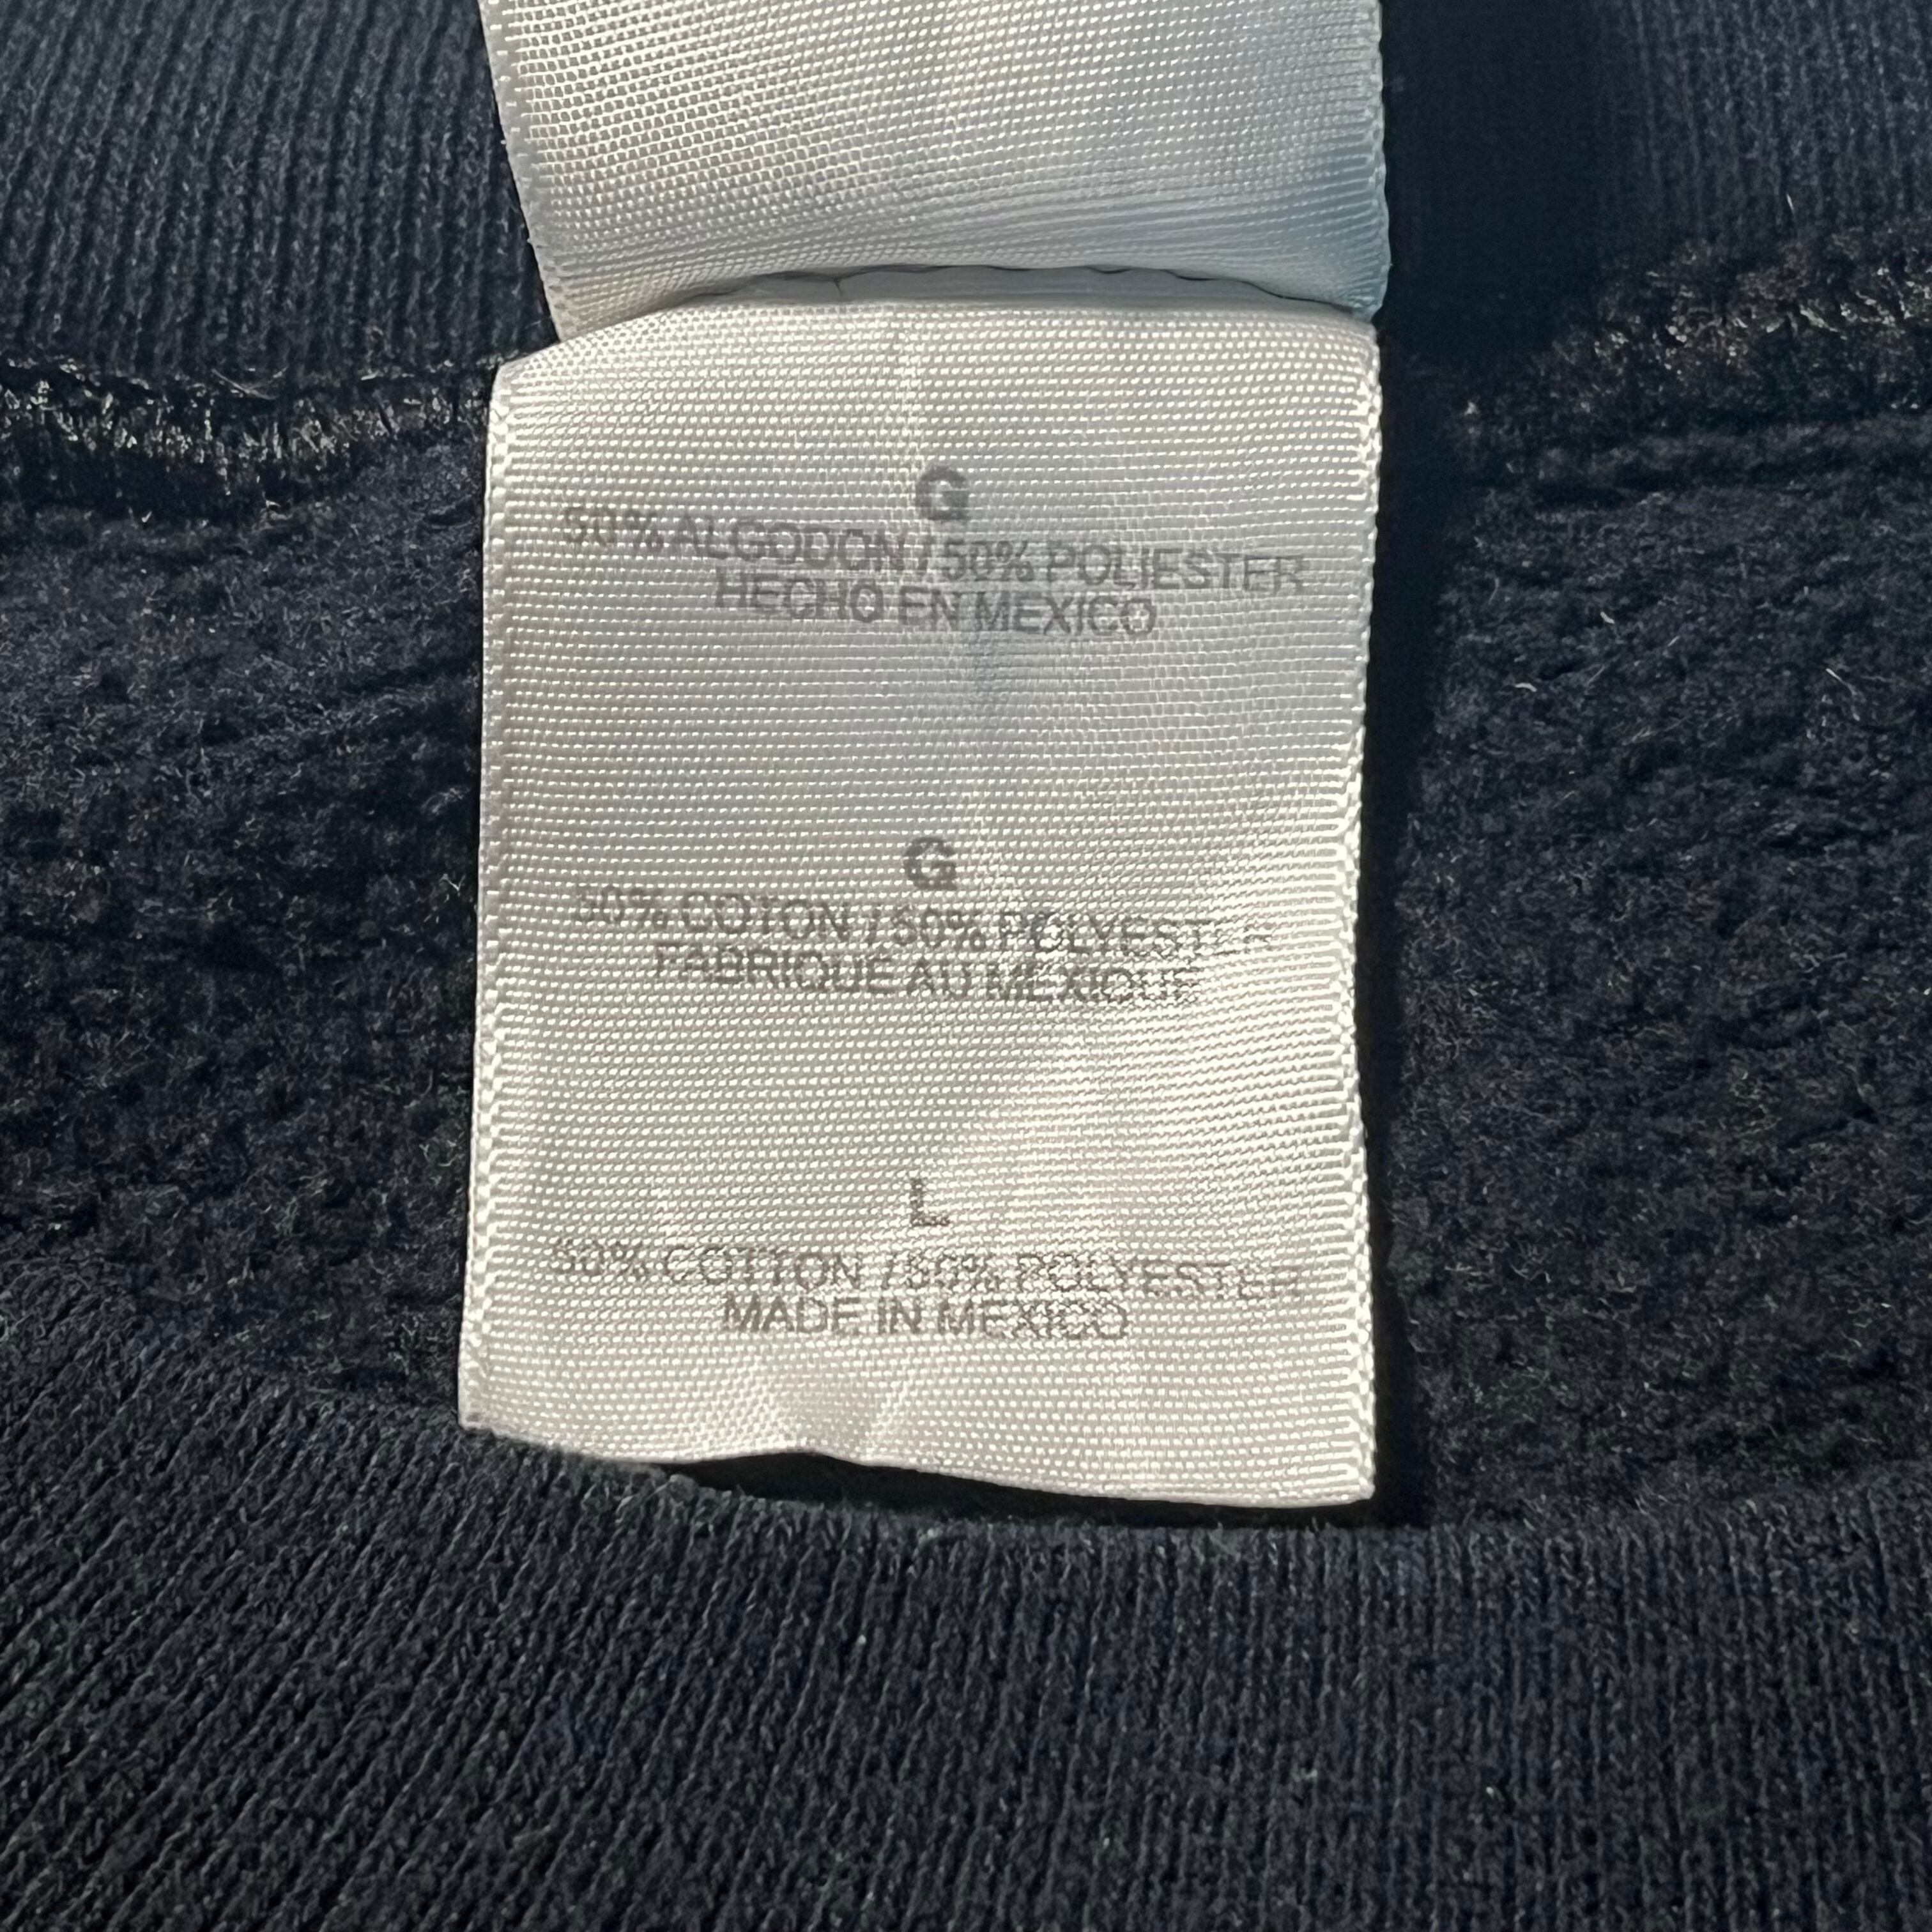 G
50% ALGODON / 50% POLIESTER
HECHO EN MEXICO
G
50% COTON / 50% POLYESTER
FABRIQUE AU MEXIQUE
L
50% COTTON / 50% POLYESTER
MADE IN MEXICO